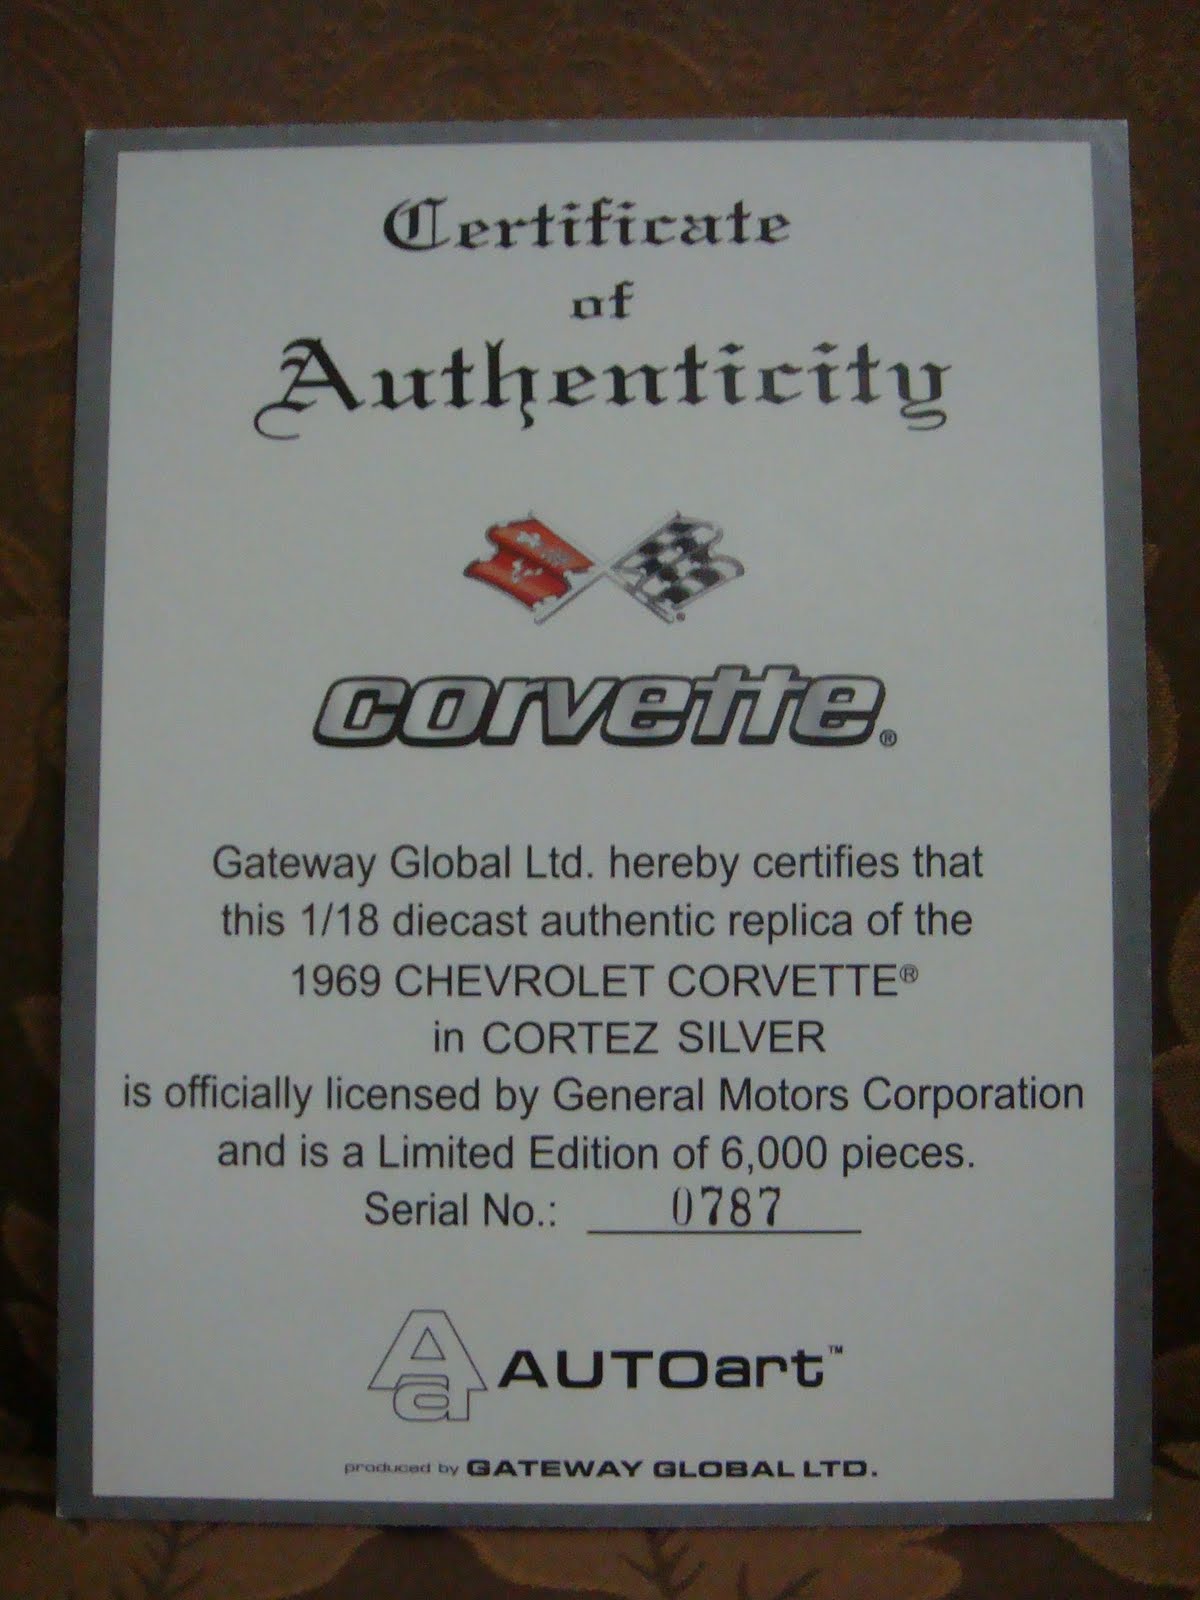 Certificate
of
Authenticity
corvette®
Gateway Global Ltd. hereby certifies that
this 1/18 diecast authentic replica of the
1969 CHEVROLET CORVETTE®
in CORTEZ SILVER
is officially licensed by General Motors Corporation
and is a Limited Edition of 6,000 pieces.
Serial No.: 0787
Aa AUTOart™
produced by GATEWAY GLOBAL LTD.